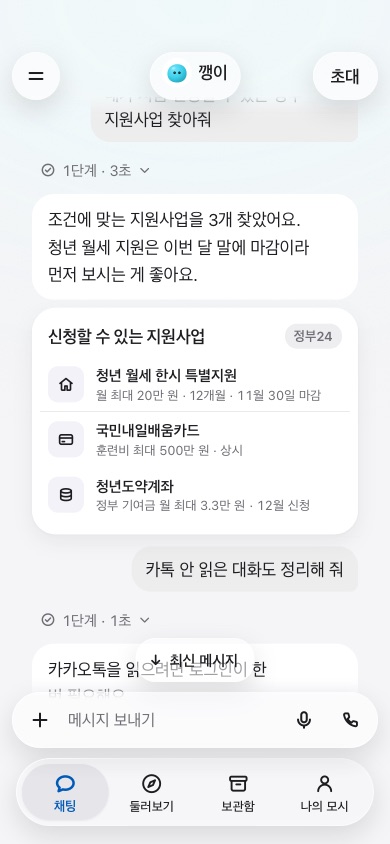 깽이
초대
지원사업 찾아줘
1단계 · 3초
조건에 맞는 지원사업을 3개 찾았어요.
청년 월세 지원은 이번 달 말에 마감이라
먼저 보시는 게 좋아요.
신청할 수 있는 지원사업
정부24
청년 월세 한시 특별지원
월 최대 20만 원 · 12개월 · 11월 30일 마감
국민내일배움카드
훈련비 최대 500만 원 · 상시
청년도약계좌
정부 기여금 월 최대 3.3만 원 · 12월 신청
카톡 안 읽은 대화도 정리해 줘
1단계 · 1초
최신 메시지
카카오톡을 읽으려면 로그인이 한
메시지 보내기
채팅
둘러보기
보관함
나의 모시